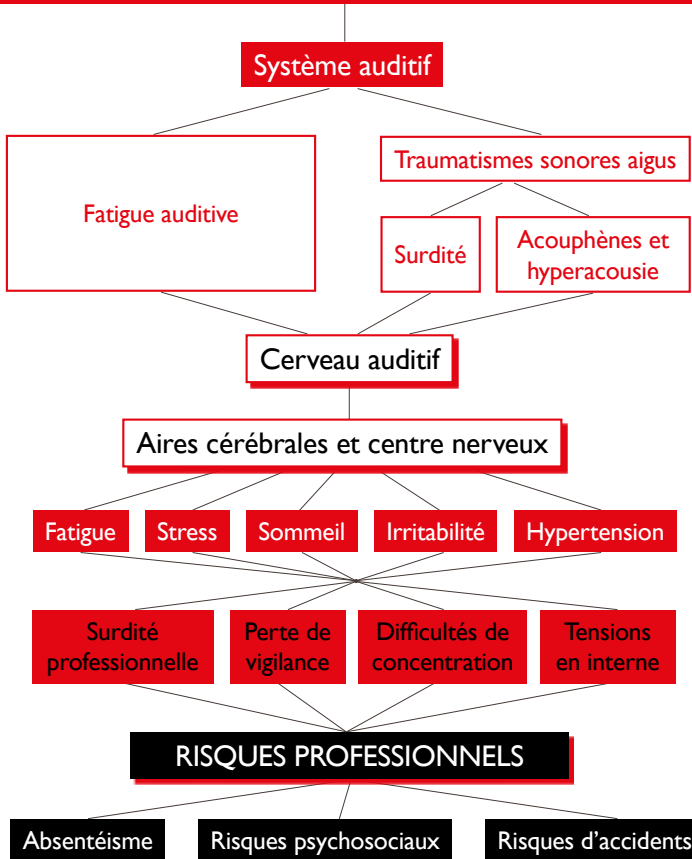 Système auditif
Fatigue auditive
Traumatismes sonores aigus
Surdité
Acouphènes et
hyperacousie
Cerveau auditif
Aires cérébrales et centre nerveux
Fatigue
Stress
Sommeil
Irritabilité
Hypertension
Surdité
professionnelle
Perte de
vigilance
Difficultés de
concentration
Tensions
en interne
RISQUES PROFESSIONNELS
Absentéisme
Risques psychosociaux
Risques d'accidents